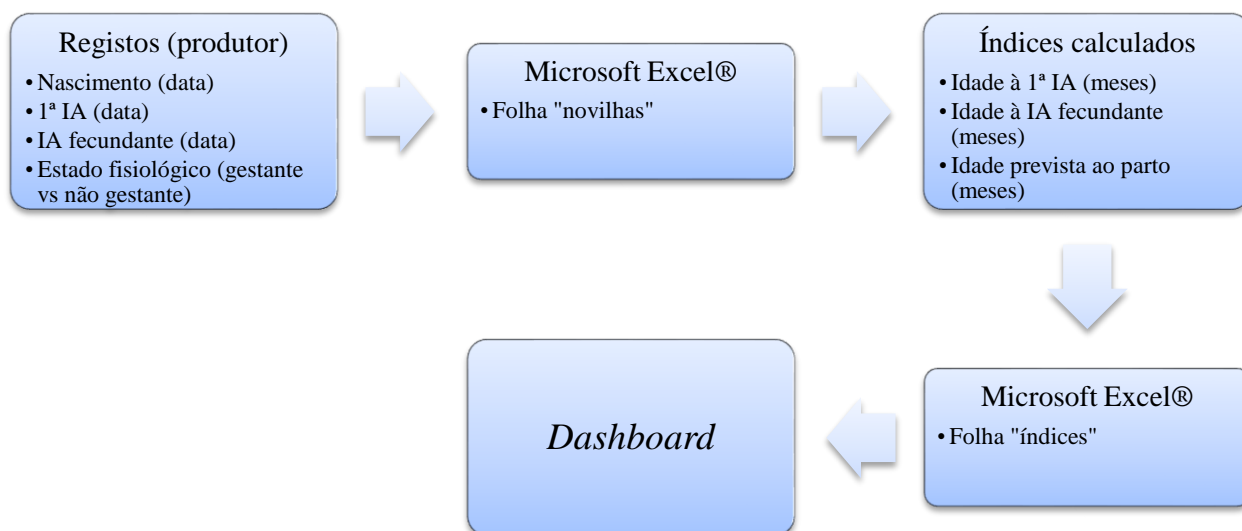 Registos (produtor)
• Nascimento (data)
• 1ª IA (data)
• IA fecundante (data)
• Estado fisiológico (gestante
vs não gestante)
Microsoft Excel®
• Folha "novilhas"
Índices calculados
• Idade à 1ª IA (meses)
• Idade à IA fecundante
(meses)
• Idade prevista ao parto
(meses)
Microsoft Excel®
• Folha "índices"
Dashboard